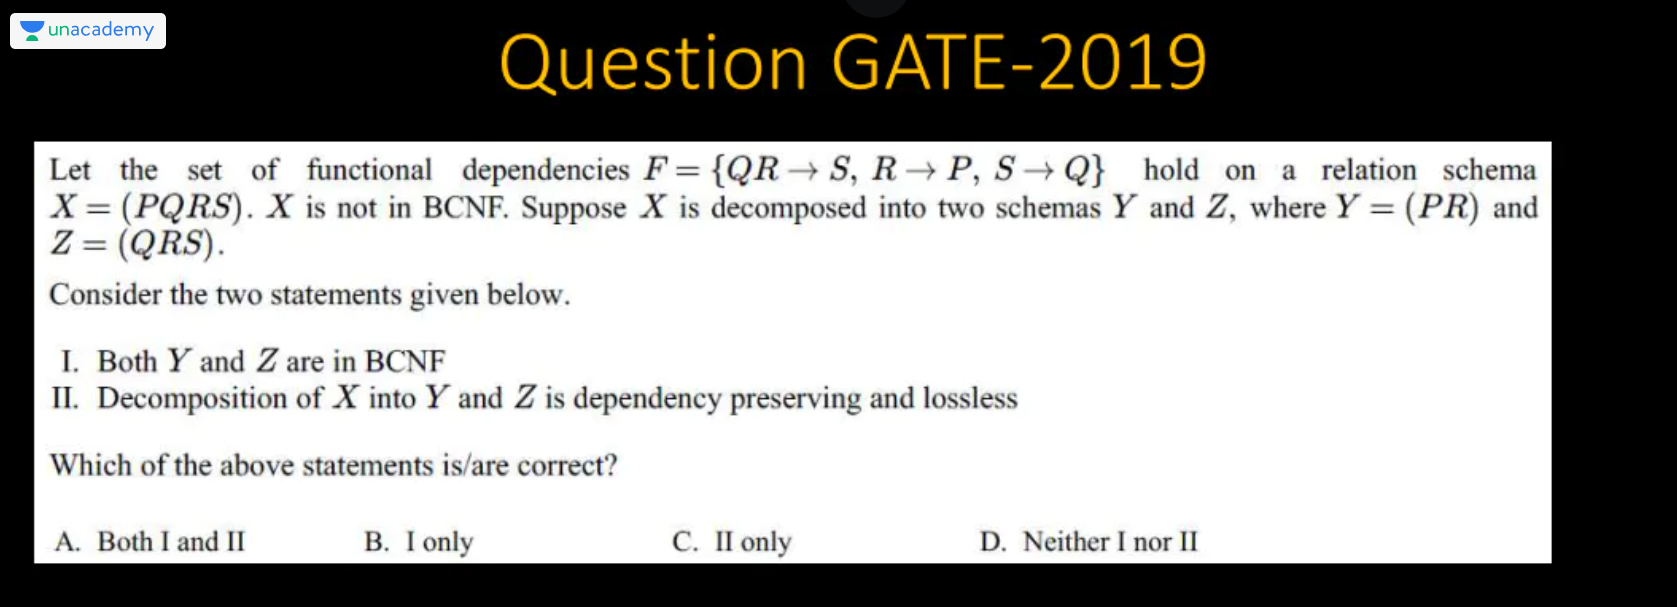 unacademy
Question GATE-2019
Let the set of functional dependencies F = {QR → S, R → P, S → Q} hold on a relation schema
X = (PQRS). X is not in BCNF. Suppose X is decomposed into two schemas Y and Z, where Y = (PR) and
Z = (QRS).
Consider the two statements given below.
I. Both Y and Z are in BCNF
II. Decomposition of X into Y and Z is dependency preserving and lossless
Which of the above statements is/are correct?
A. Both I and II B. I only C. II only D. Neither I nor II